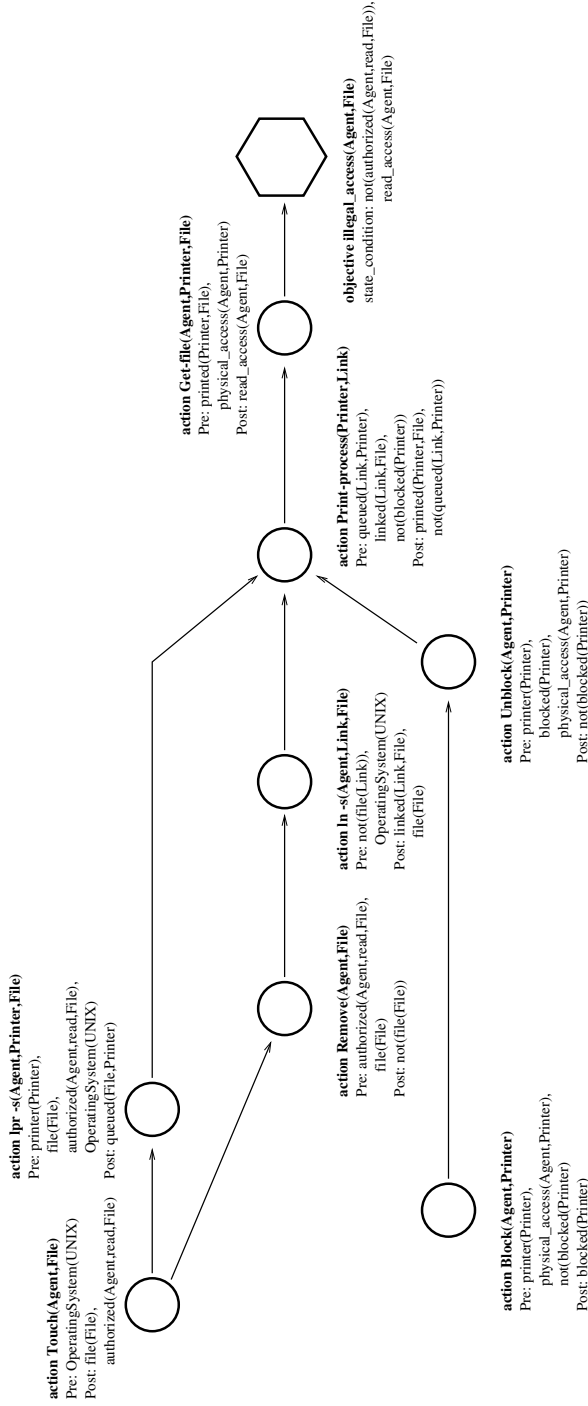 action Touch(Agent,File)
Pre: OperatingSystem(UNIX)
Post: file(File),
authorized(Agent,read,File)
action lpr -s(Agent,Printer,File)
Pre: printer(Printer),
file(File),
authorized(Agent,read,File),
OperatingSystem(UNIX)
Post: queued(File,Printer)
action Remove(Agent,File)
Pre: authorized(Agent,read,File),
file(File)
Post: not(file(File))
action ln -s(Agent,Link,File)
Pre: not(file(Link)),
OperatingSystem(UNIX)
Post: linked(Link,File),
file(File)
action Block(Agent,Printer)
Pre: printer(Printer),
physical_access(Agent,Printer),
not(blocked(Printer)
Post: blocked(Printer)
action Unblock(Agent,Printer)
Pre: printer(Printer),
blocked(Printer),
physical_access(Agent,Printer)
Post: not(blocked(Printer))
action Print-process(Printer,Link)
Pre: queued(Link,Printer),
linked(Link,File),
not(blocked(Printer))
Post: printed(Printer,File),
not(queued(Link,Printer))
action Get-file(Agent,Printer,File)
Pre: printed(Printer,File),
physical_access(Agent,Printer)
Post: read_access(Agent,File)
objective illegal_access(Agent,File)
state_condition: not(authorized(Agent,read,File)),
read_access(Agent,File)